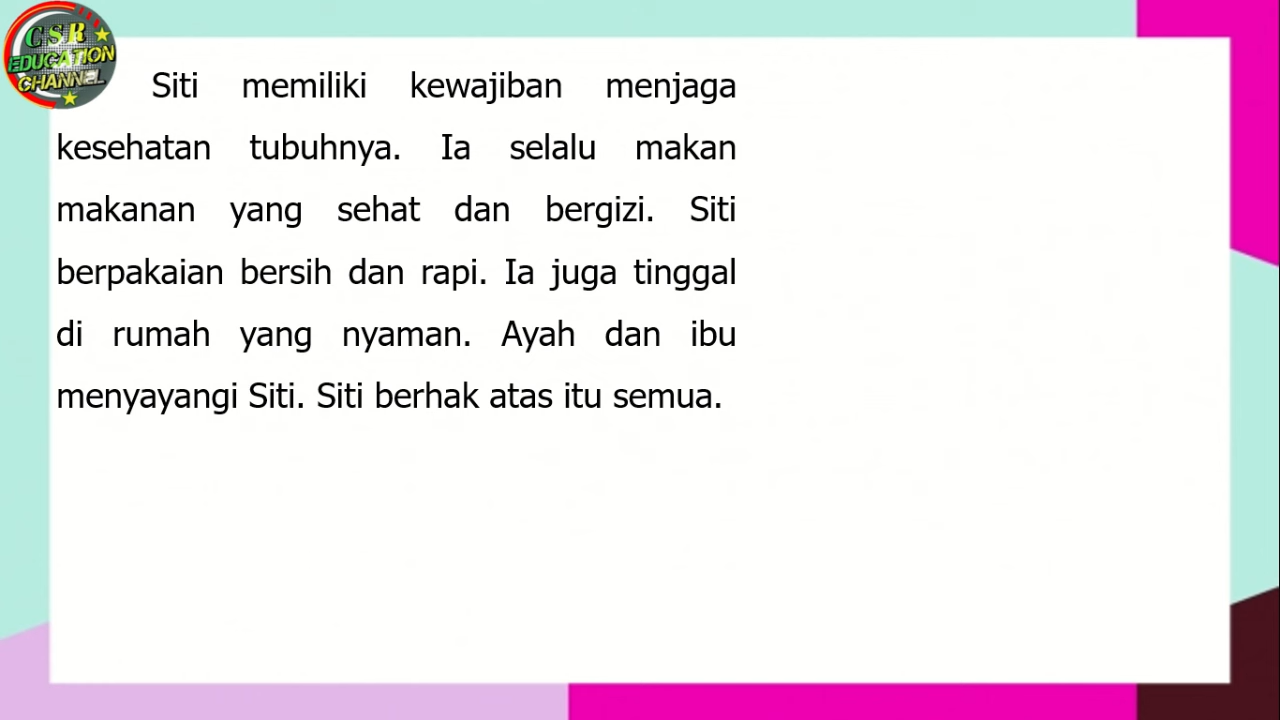 CSR
EDUCATION
CHANNEL
Siti memiliki kewajiban menjaga
kesehatan tubuhnya. Ia selalu makan
makanan yang sehat dan bergizi. Siti
berpakaian bersih dan rapi. Ia juga tinggal
di rumah yang nyaman. Ayah dan ibu
menyayangi Siti. Siti berhak atas itu semua.